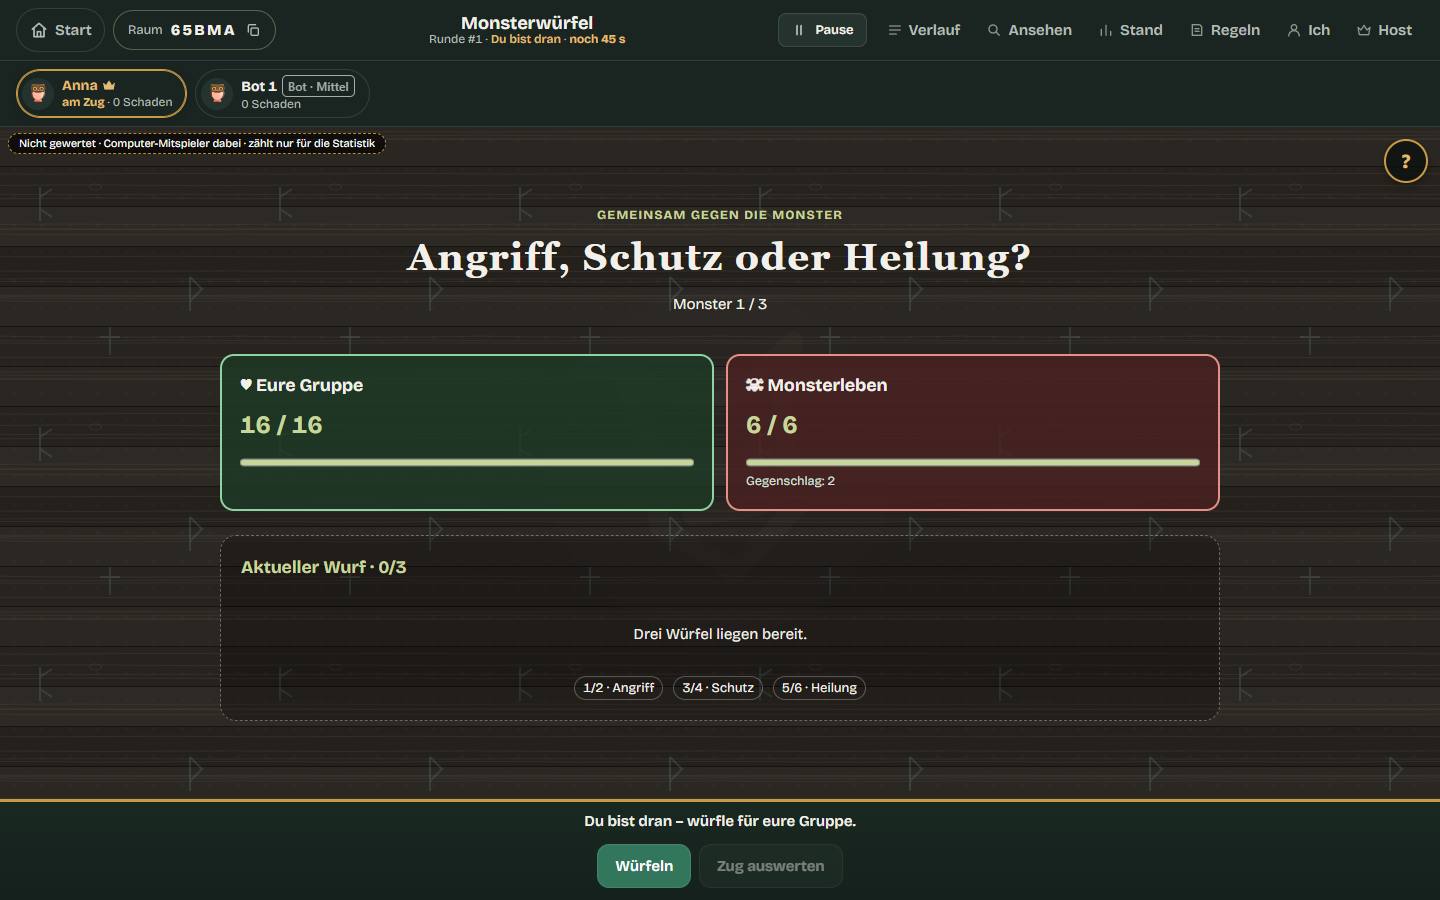 Start
Raum 65BMA
Monsterwürfel
Runde #1 · Du bist dran · noch 45 s
Pause
Verlauf
Ansehen
Stand
Regeln
Ich
Host
Anna
am Zug · 0 Schaden
Bot 1 Bot · Mittel
0 Schaden
Nicht gewertet · Computer-Mitspieler dabei · zählt nur für die Statistik
?
GEMEINSAM GEGEN DIE MONSTER
Angriff, Schutz oder Heilung?
Monster 1 / 3
Eure Gruppe
16 / 16
Monsterleben
6 / 6
Gegenschlag: 2
Aktueller Wurf · 0/3
Drei Würfel liegen bereit.
1/2 · Angriff
3/4 · Schutz
5/6 · Heilung
Du bist dran – würfle für eure Gruppe.
Würfeln
Zug auswerten